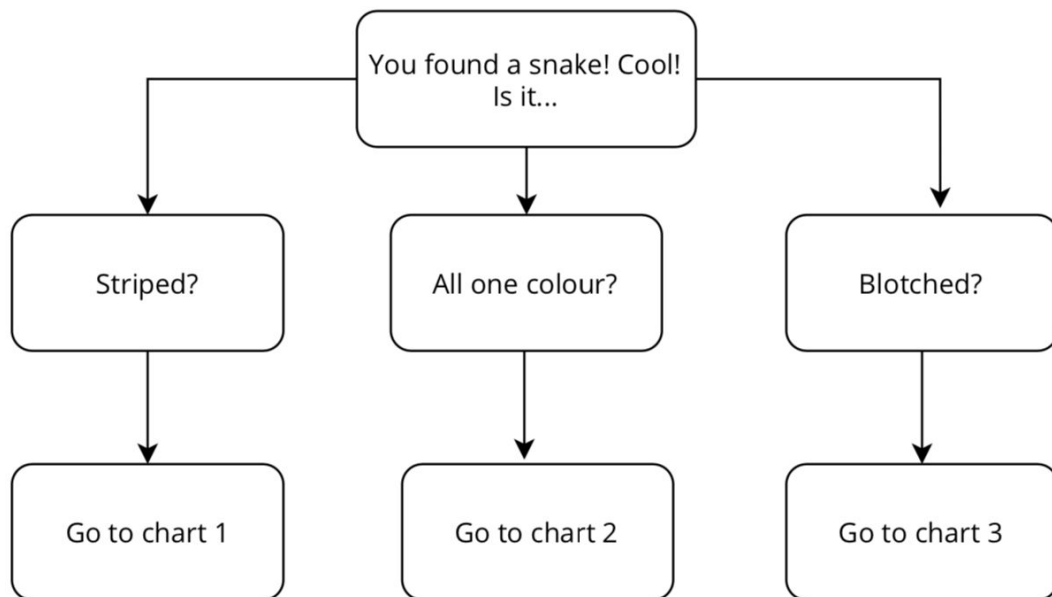 You found a snake! Cool!
Is it...
Striped?
All one colour?
Blotched?
Go to chart 1
Go to chart 2
Go to chart 3